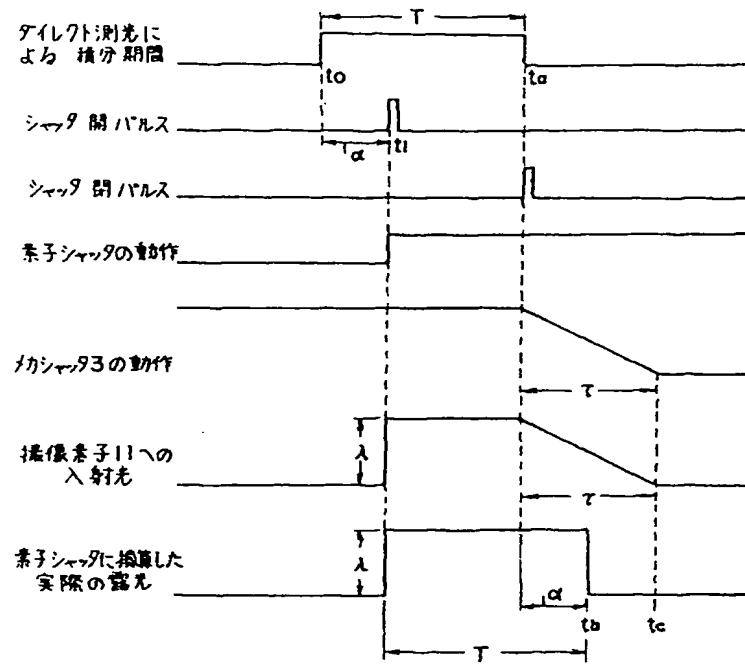 T
ダイレクト測光に
よる 積分期間
to
ta
シャッタ 開パルス
α
t1
シャッタ 閉パルス
素子シャッタの動作
メカシャッタ3の動作
τ
撮像素子11への
入射光
λ
τ
素子シャッタに換算した
実際の露光
λ
α
tb
tc
T